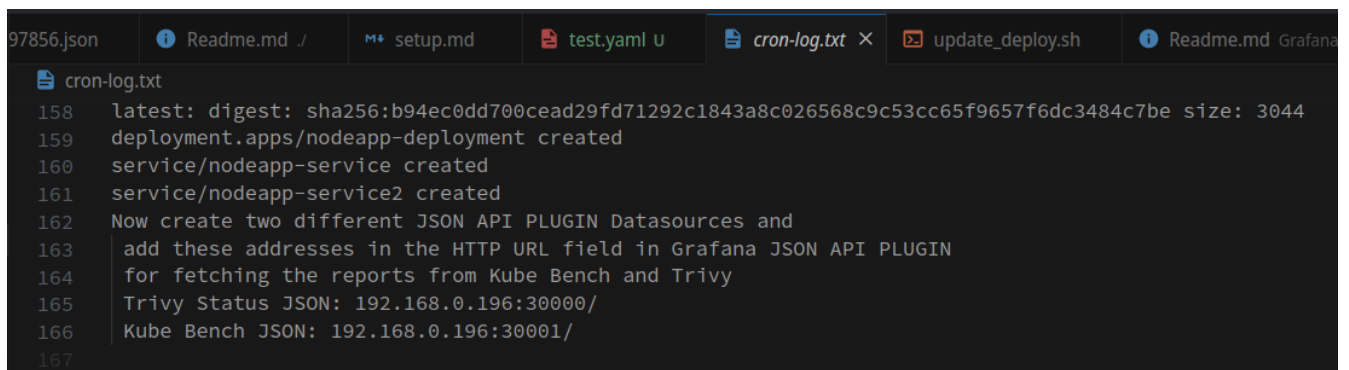 97856.json Readme.md ./ setup.md test.yaml U cron-log.txt update_deploy.sh Readme.md Grafana
cron-log.txt
158 latest: digest: sha256:b94ec0dd700cead29fd71292c1843a8c026568c9c53cc65f9657f6dc3484c7be size: 3044
159 deployment.apps/nodeapp-deployment created
160 service/nodeapp-service created
161 service/nodeapp-service2 created
162 Now create two different JSON API PLUGIN Datasources and
163 add these addresses in the HTTP URL field in Grafana JSON API PLUGIN
164 for fetching the reports from Kube Bench and Trivy
165 Trivy Status JSON: 192.168.0.196:30000/
166 Kube Bench JSON: 192.168.0.196:30001/
167